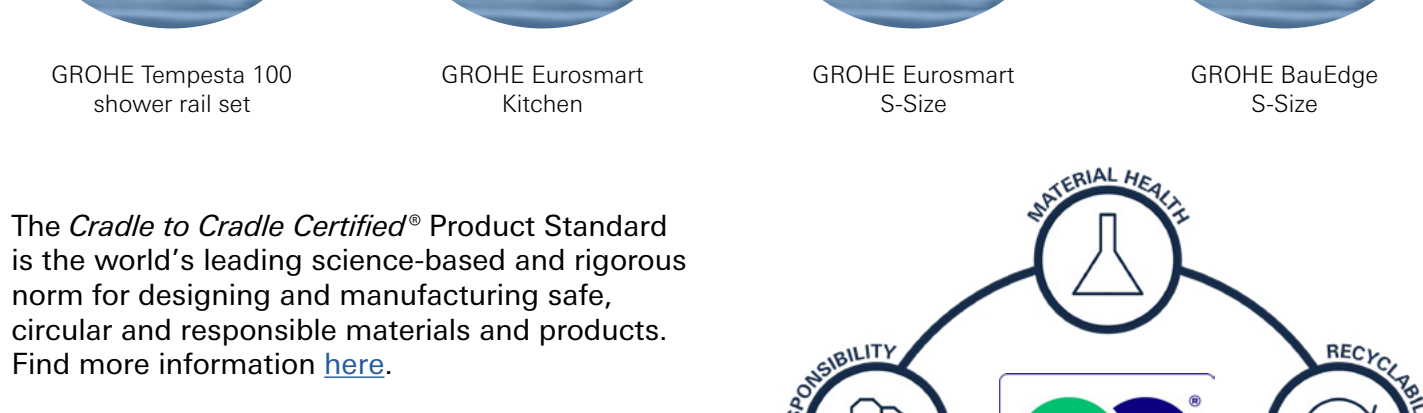 GROHE Tempesta 100
shower rail set
GROHE Eurosmart
Kitchen
GROHE Eurosmart
S-Size
GROHE BauEdge
S-Size
The Cradle to Cradle Certified® Product Standard
is the world's leading science-based and rigorous
norm for designing and manufacturing safe,
circular and responsible materials and products.
Find more information here.
MATERIAL HEALTH
®